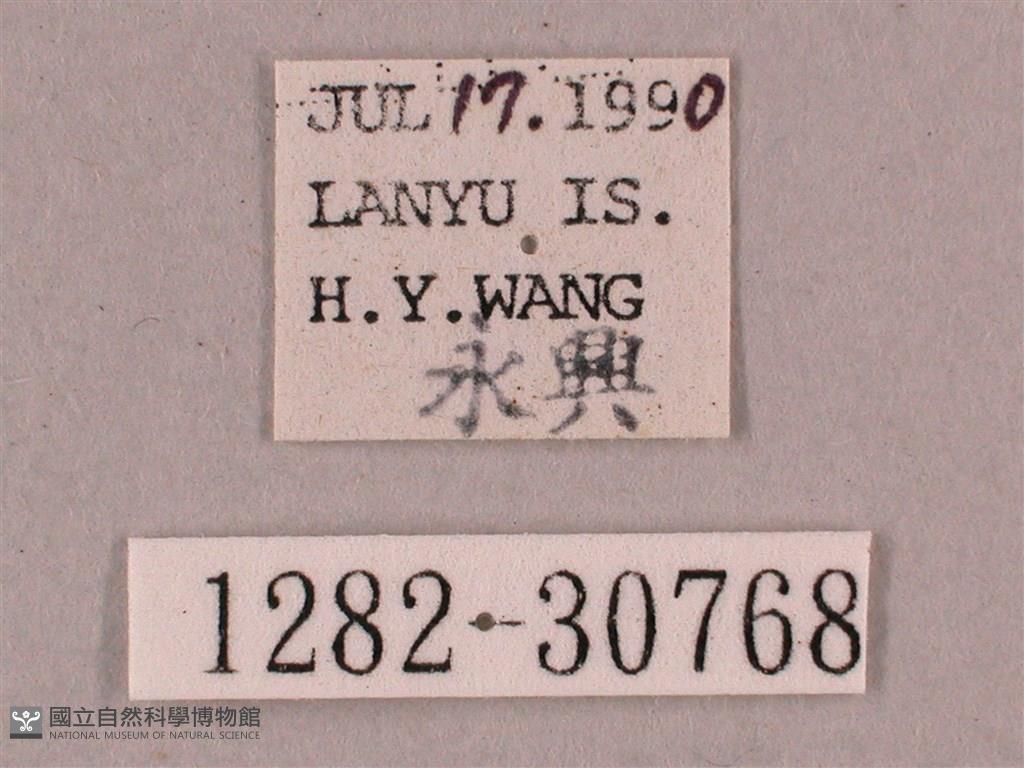 JUL 17. 1990
LANYU IS.
H.Y.WANG
永興
1282-30768
國立自然科學博物館
NATIONAL MUSEUM OF NATURAL SCIENCE